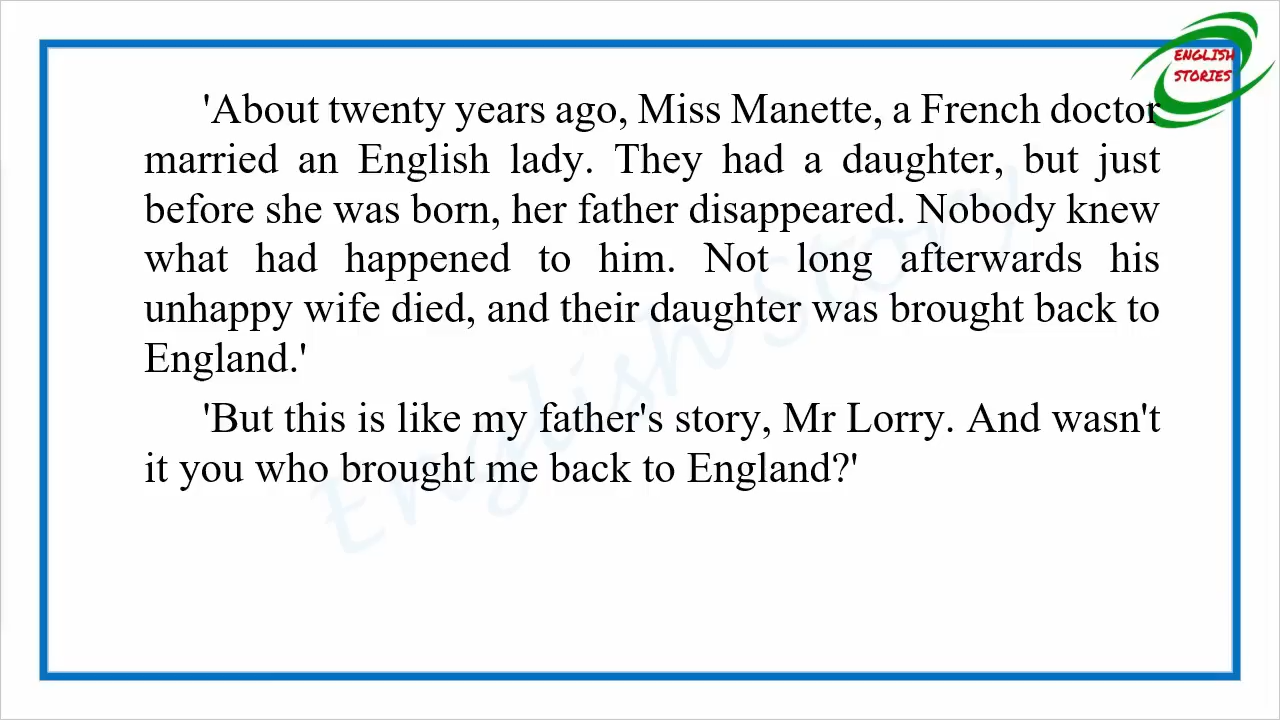 ENGLISH
STORIES
'About twenty years ago, Miss Manette, a French doctor
married an English lady. They had a daughter, but just
before she was born, her father disappeared. Nobody knew
what had happened to him. Not long afterwards his
unhappy wife died, and their daughter was brought back to
England.'
'But this is like my father's story, Mr Lorry. And wasn't
it you who brought me back to England?'
English Story